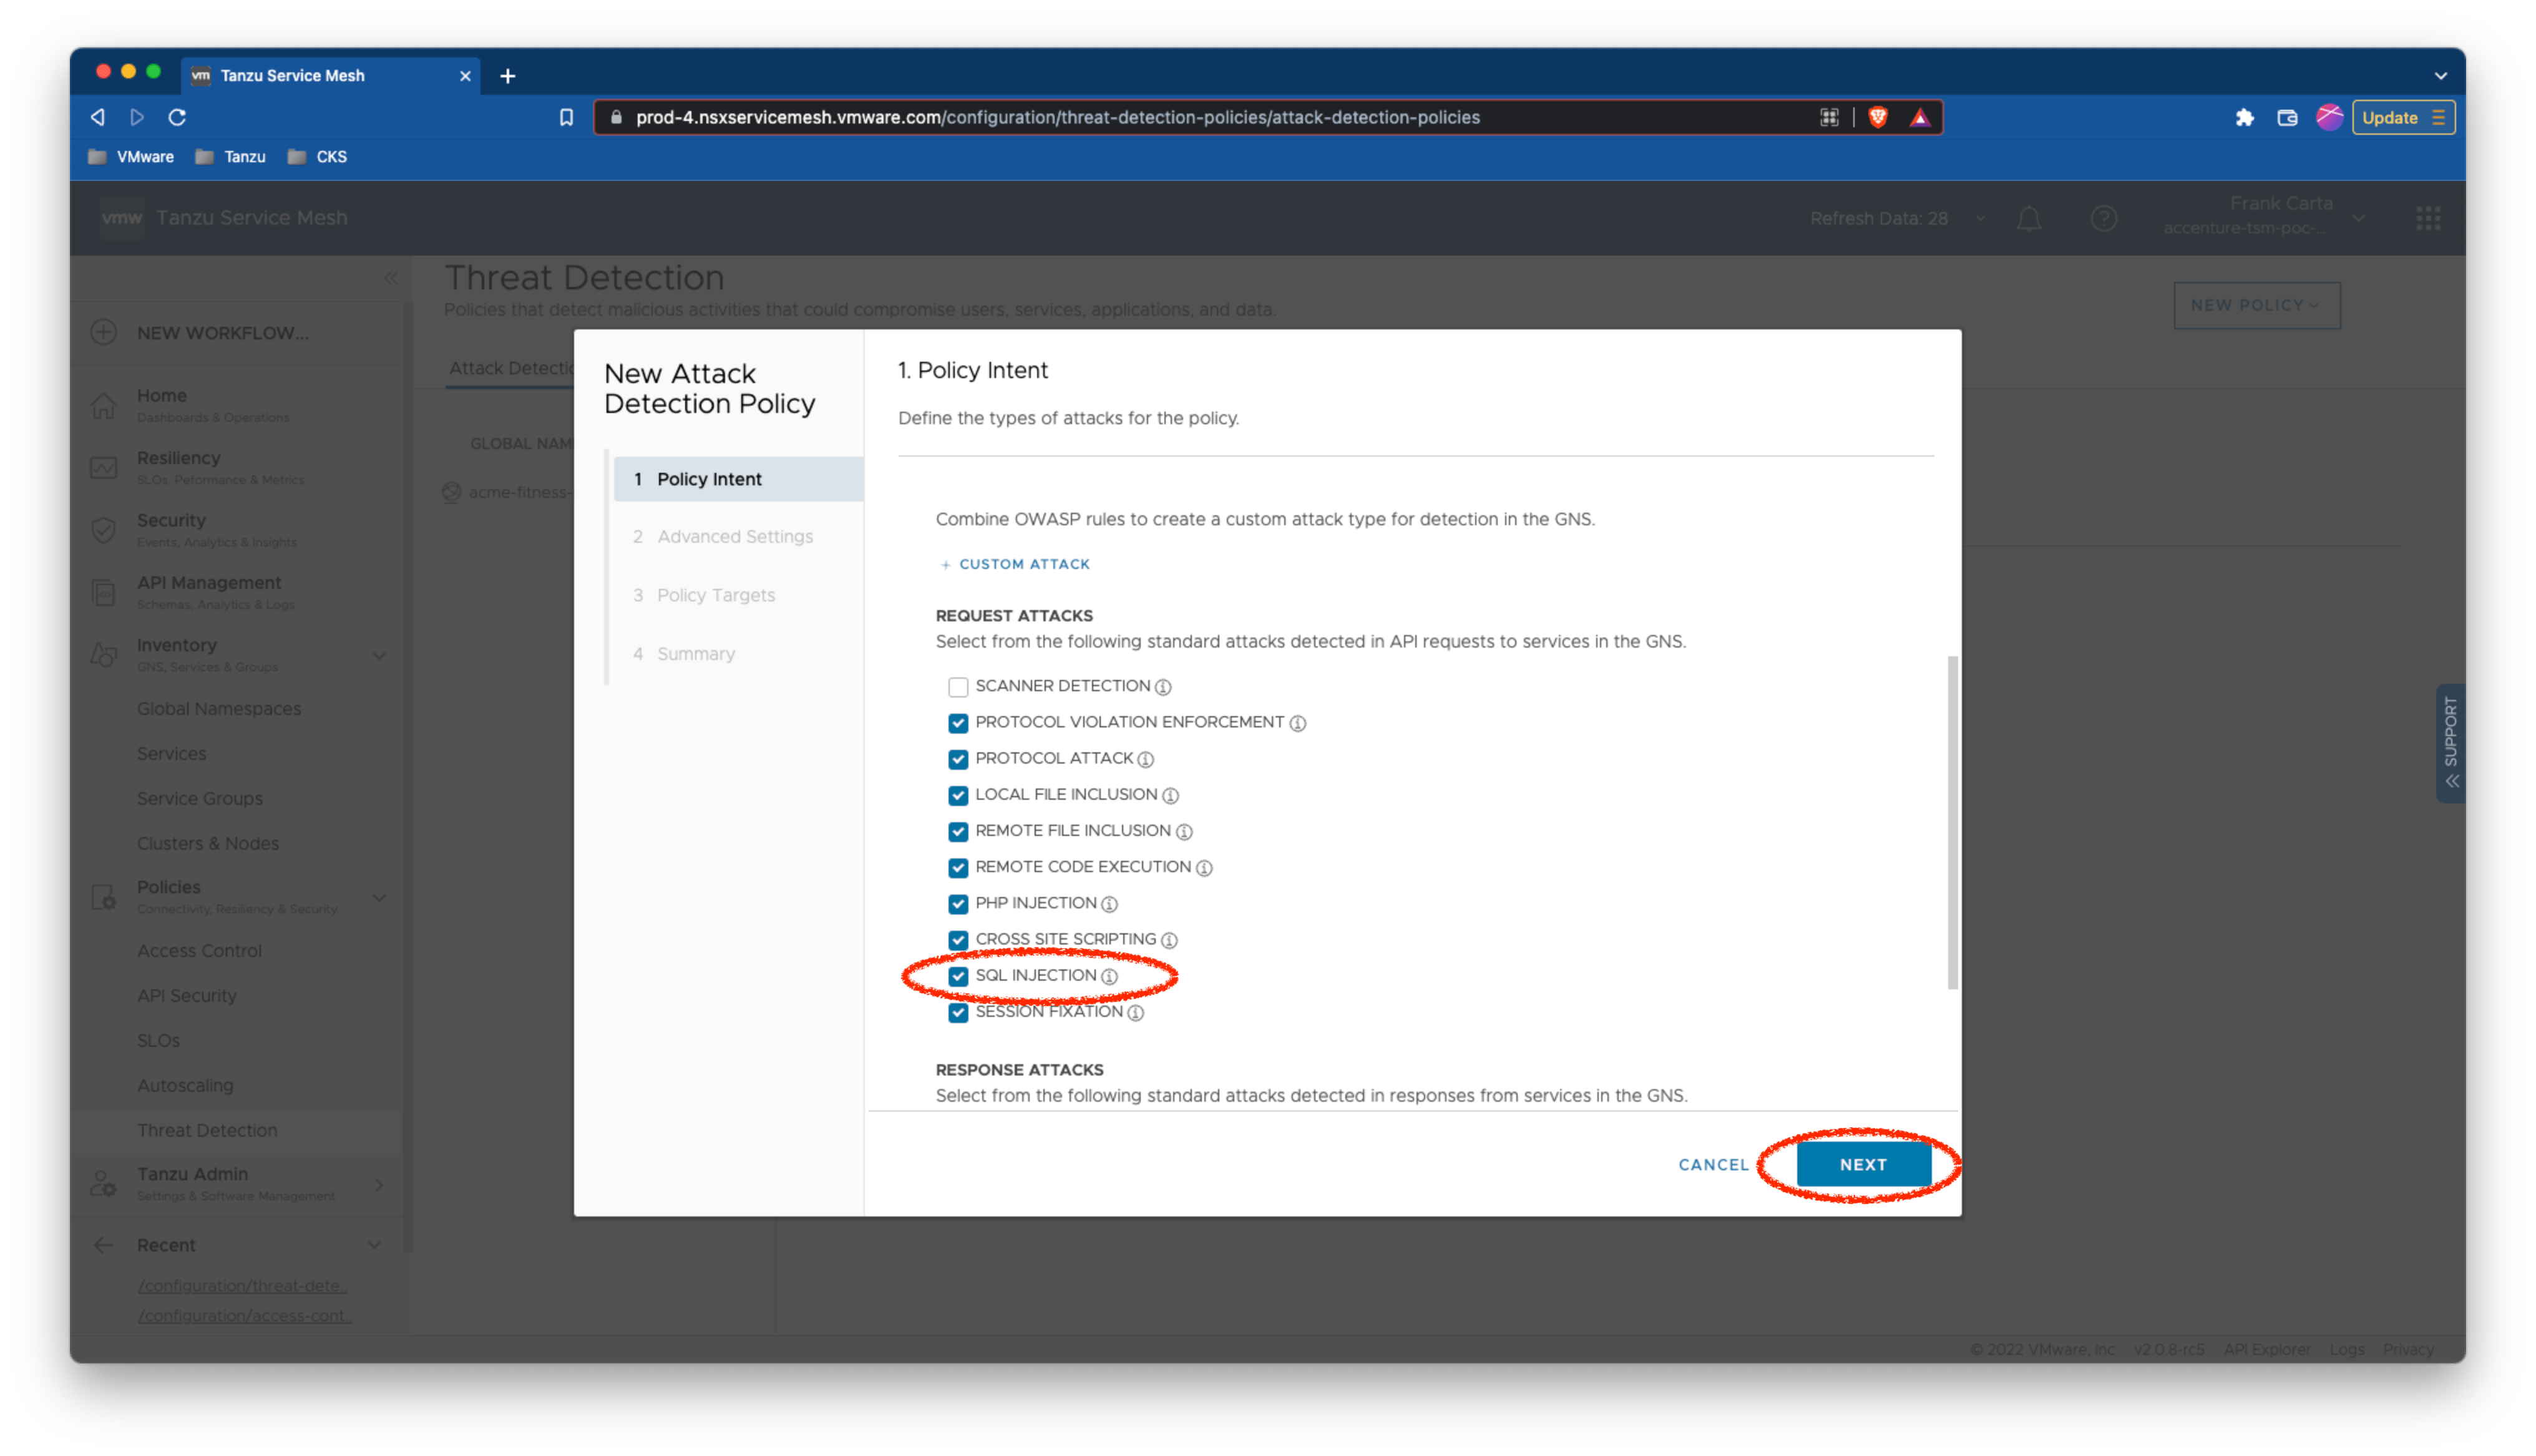 vm Tanzu Service Mesh
prod-4.nsxservicemesh.vmware.com/configuration/threat-detection-policies/attack-detection-policies
Update
VMware Tanzu CKS
vmw Tanzu Service Mesh
Refresh Data: 28
Frank Carta
accenture-tsm-poc-...
Threat Detection
Policies that detect malicious activities that could compromise users, services, applications, and data.
NEW POLICY
NEW WORKFLOW...
Attack Detectio
GLOBAL NAM
acme-fitness-
Home
Dashboards & Operations
Resiliency
SLOs, Peformance & Metrics
Security
Events, Analytics & Insights
API Management
Schemas, Analytics & Logs
Inventory
GNS, Services & Groups
Global Namespaces
Services
Service Groups
Clusters & Nodes
Policies
Connectivity, Resiliency & Security
Access Control
API Security
SLOs
Autoscaling
Threat Detection
Tanzu Admin
Settings & Software Management
Recent
/configuration/threat-dete...
/configuration/access-cont...
New Attack
Detection Policy
1 Policy Intent
2 Advanced Settings
3 Policy Targets
4 Summary
1. Policy Intent
Define the types of attacks for the policy.
Combine OWASP rules to create a custom attack type for detection in the GNS.
+ CUSTOM ATTACK
REQUEST ATTACKS
Select from the following standard attacks detected in API requests to services in the GNS.
SCANNER DETECTION
PROTOCOL VIOLATION ENFORCEMENT
PROTOCOL ATTACK
LOCAL FILE INCLUSION
REMOTE FILE INCLUSION
REMOTE CODE EXECUTION
PHP INJECTION
CROSS SITE SCRIPTING
SQL INJECTION
SESSION FIXATION
RESPONSE ATTACKS
Select from the following standard attacks detected in responses from services in the GNS.
CANCEL NEXT
SUPPORT
© 2022 VMware, Inc v2.0.8-rc5 API Explorer Logs Privacy